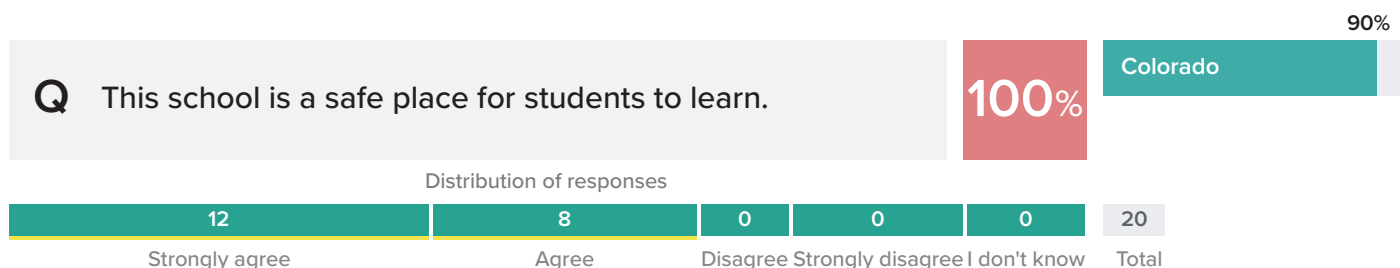 90%
Q This school is a safe place for students to learn.
100%
Colorado
Distribution of responses
12 8 0 0 0 20
Strongly agree Agree Disagree Strongly disagree I don't know Total